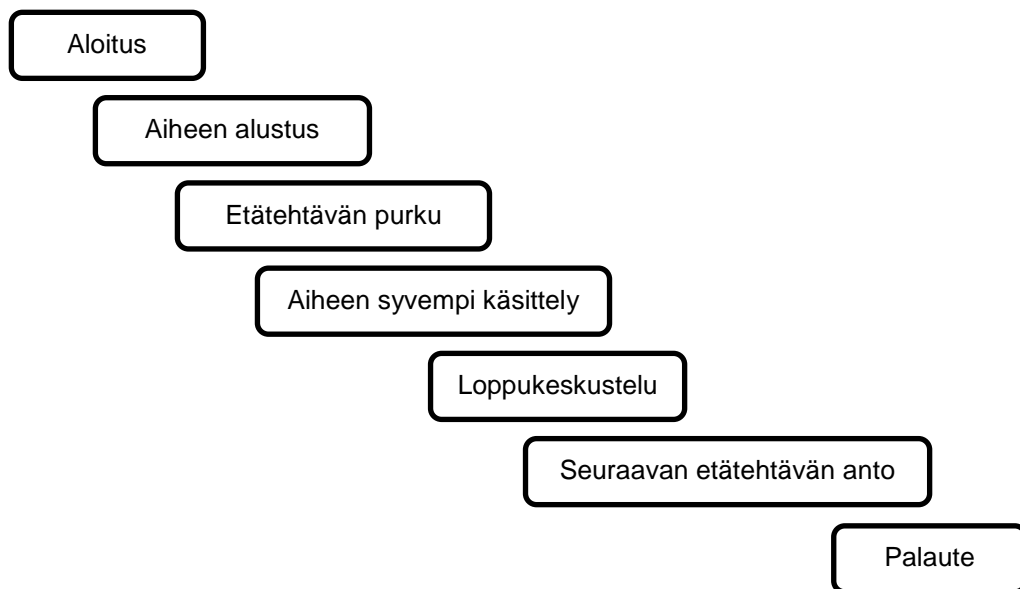 Aloitus
Aiheen alustus
Etätehtävän purku
Aiheen syvempi käsittely
Loppukeskustelu
Seuraavan etätehtävän anto
Palaute